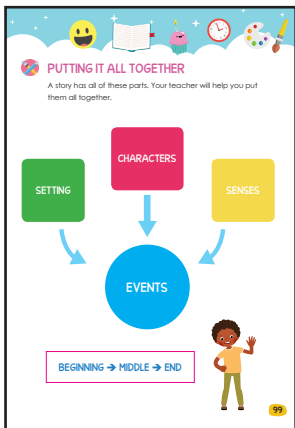 PUTTING IT ALL TOGETHER
A story has all of these parts. Your teacher will help you put
them all together.
CHARACTERS
SETTING
SENSES
EVENTS
BEGINNING ➔ MIDDLE ➔ END
99